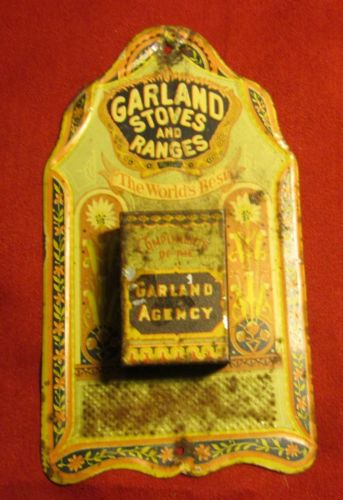 GARLAND
STOVES
AND
RANGES
The World's Best
COMPLIMENTS
OF THE
GARLAND
AGENCY